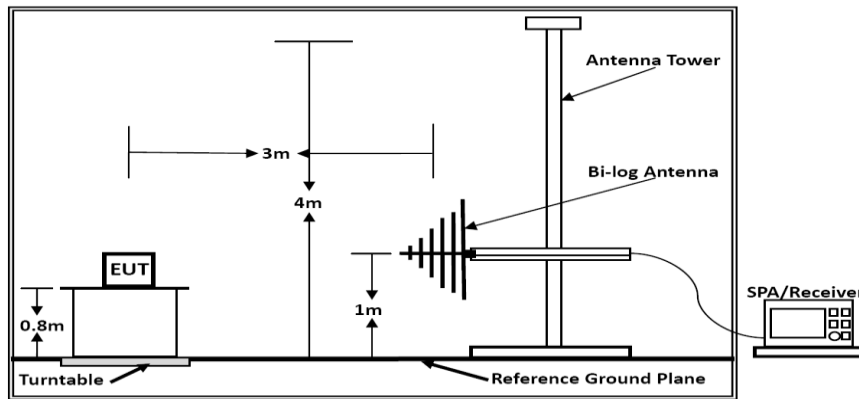 Antenna Tower
3m
Bi-log Antenna
4m
EUT
1m
SPA/Receiver
0.8m
Turntable
Reference Ground Plane